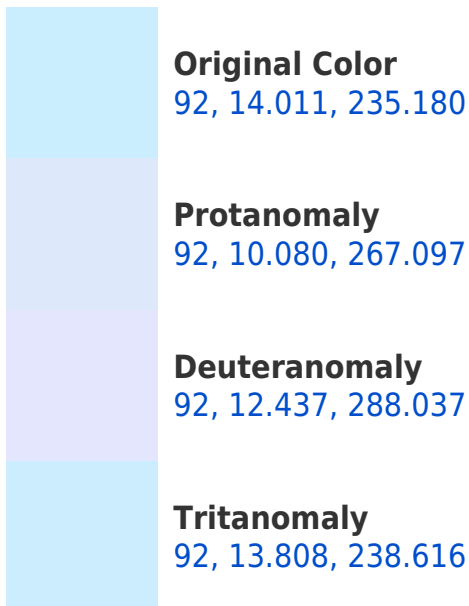 Original Color
92, 14.011, 235.180
Protanomaly
92, 10.080, 267.097
Deuteranomaly
92, 12.437, 288.037
Tritanomaly
92, 13.808, 238.616